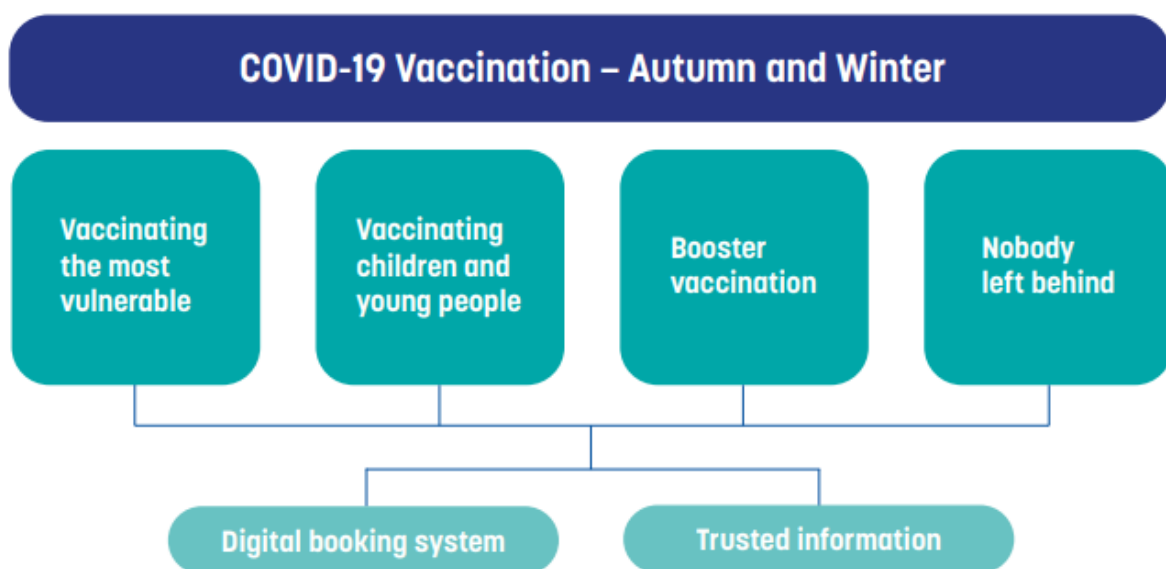 COVID-19 Vaccination – Autumn and Winter
Vaccinating
the most
vulnerable
Vaccinating
children and
young people
Booster
vaccination
Nobody
left behind
Digital booking system
Trusted information